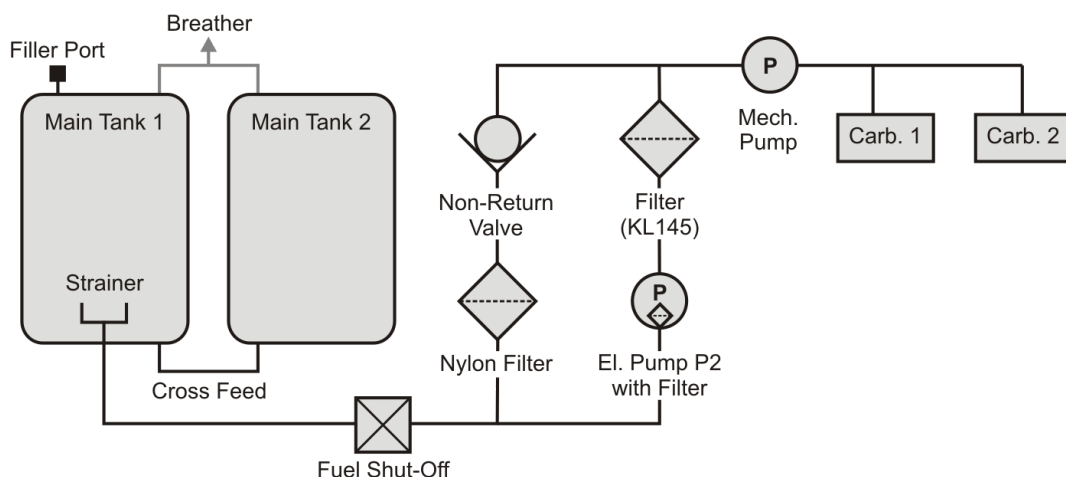 Breather
Filler Port
Main Tank 1
Main Tank 2
Strainer
Cross Feed
Fuel Shut-Off
Non-Return
Valve
Nylon Filter
Filter
(KL145)
P
El. Pump P2
with Filter
P
Mech.
Pump
Carb. 1
Carb. 2